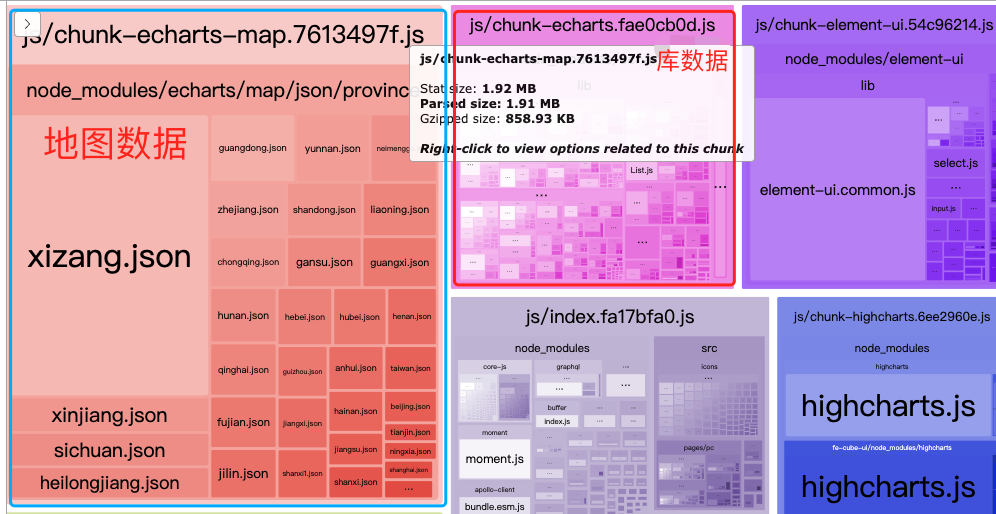 js/chunk-echarts-map.7613497f.js
node_modules/echarts/map/json/province
地图数据
xizang.json
xinjiang.json
sichuan.json
heilongjiang.json
guangdong.json
yunnan.json
zhejiang.json
shandong.json
liaoning.json
chongqing.json
gansu.json
guangxi.json
hunan.json
hebei.json
hubei.json
henan.json
qinghai.json
guizhou.json
anhui.json
taiwan.json
fujian.json
jiangxi.json
hainan.json
beijing.json
tianjin.json
jilin.json
shanxi1.json
jiangsu.json
ningxia.json
shanxi.json
shanghai.json
...
js/chunk-echarts.fae0cb0d.js
库数据
lib
js/chunk-echarts-map.7613497f.js
Stat size: 1.92 MB
Parsed size: 1.91 MB
Gzipped size: 858.93 KB
Right-click to view options related to this chunk
List.js
js/chunk-element-ui.54c96214.js
node_modules/element-ui
lib
element-ui.common.js
select.js
input.js
js/index.fa17bfa0.js
node_modules
core-js
graphql
buffer
index.js
moment
moment.js
apollo-client
bundle.esm.js
src
icons
pages/pc
js/chunk-highcharts.6ee2960e.js
node_modules
highcharts
highcharts.js
fe-cube-ui/node_modules/highcharts
highcharts.js